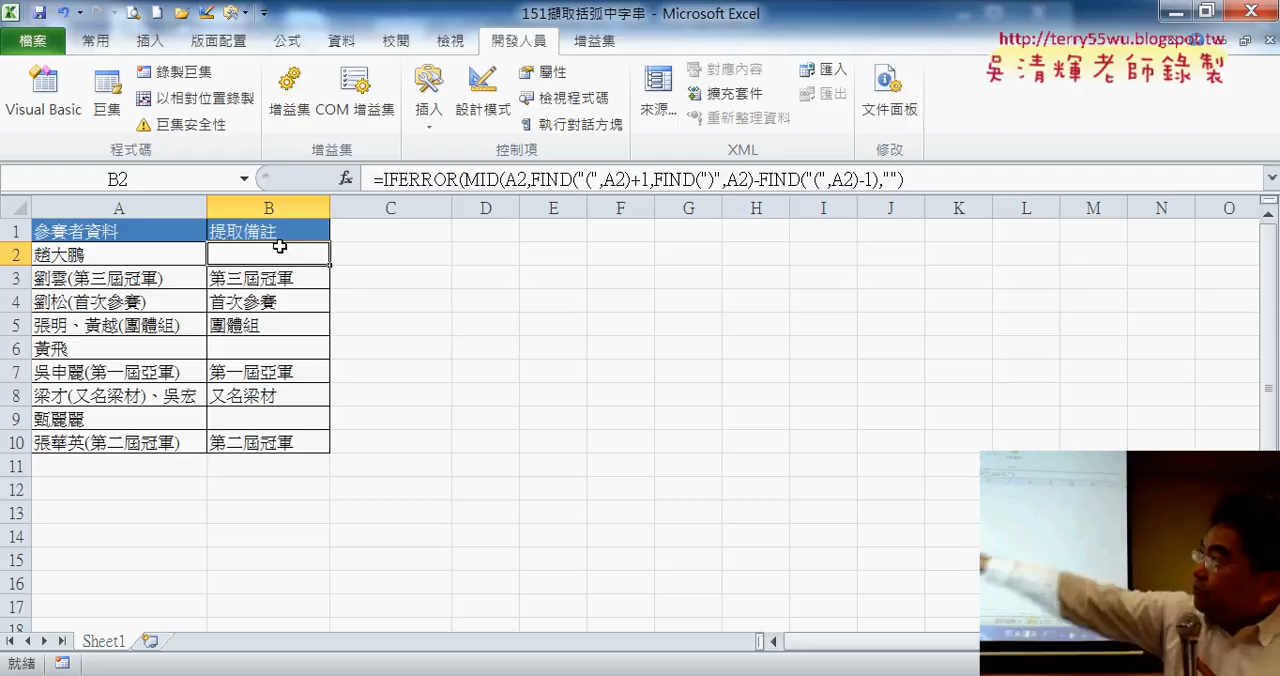 151擷取括弧中字串 - Microsoft Excel
檔案 常用 插入 版面配置 公式 資料 校閱 檢視 開發人員 增益集
http://terry55wu.blogspot.tw
吳清輝老師錄製
Visual Basic 巨集 錄製巨集 以相對位置錄製 巨集安全性
增益集 COM 增益集
插入 設計模式 屬性 檢視程式碼 執行對話方塊
來源... 對應內容 擴充套件 重新整理資料 匯入 匯出
文件面板
程式碼 增益集 控制項 XML 修改
B2 fx =IFERROR(MID(A2,FIND("(",A2)+1,FIND(")",A2)-FIND("(",A2)-1),"")
A B C D E F G H I J K L M N O
1 參賽者資料 提取備註
2 趙大鵬
3 劉雲(第三屆冠軍) 第三屆冠軍
4 劉松(首次參賽) 首次參賽
5 張明、黃越(團體組) 團體組
6 黃飛
7 吳申麗(第一屆亞軍) 第一屆亞軍
8 梁才(又名梁材)、吳宏 又名梁材
9 甄麗麗
10 張華英(第二屆冠軍) 第二屆冠軍
11
12
13
14
15
16
17
18
Sheet1
就緒